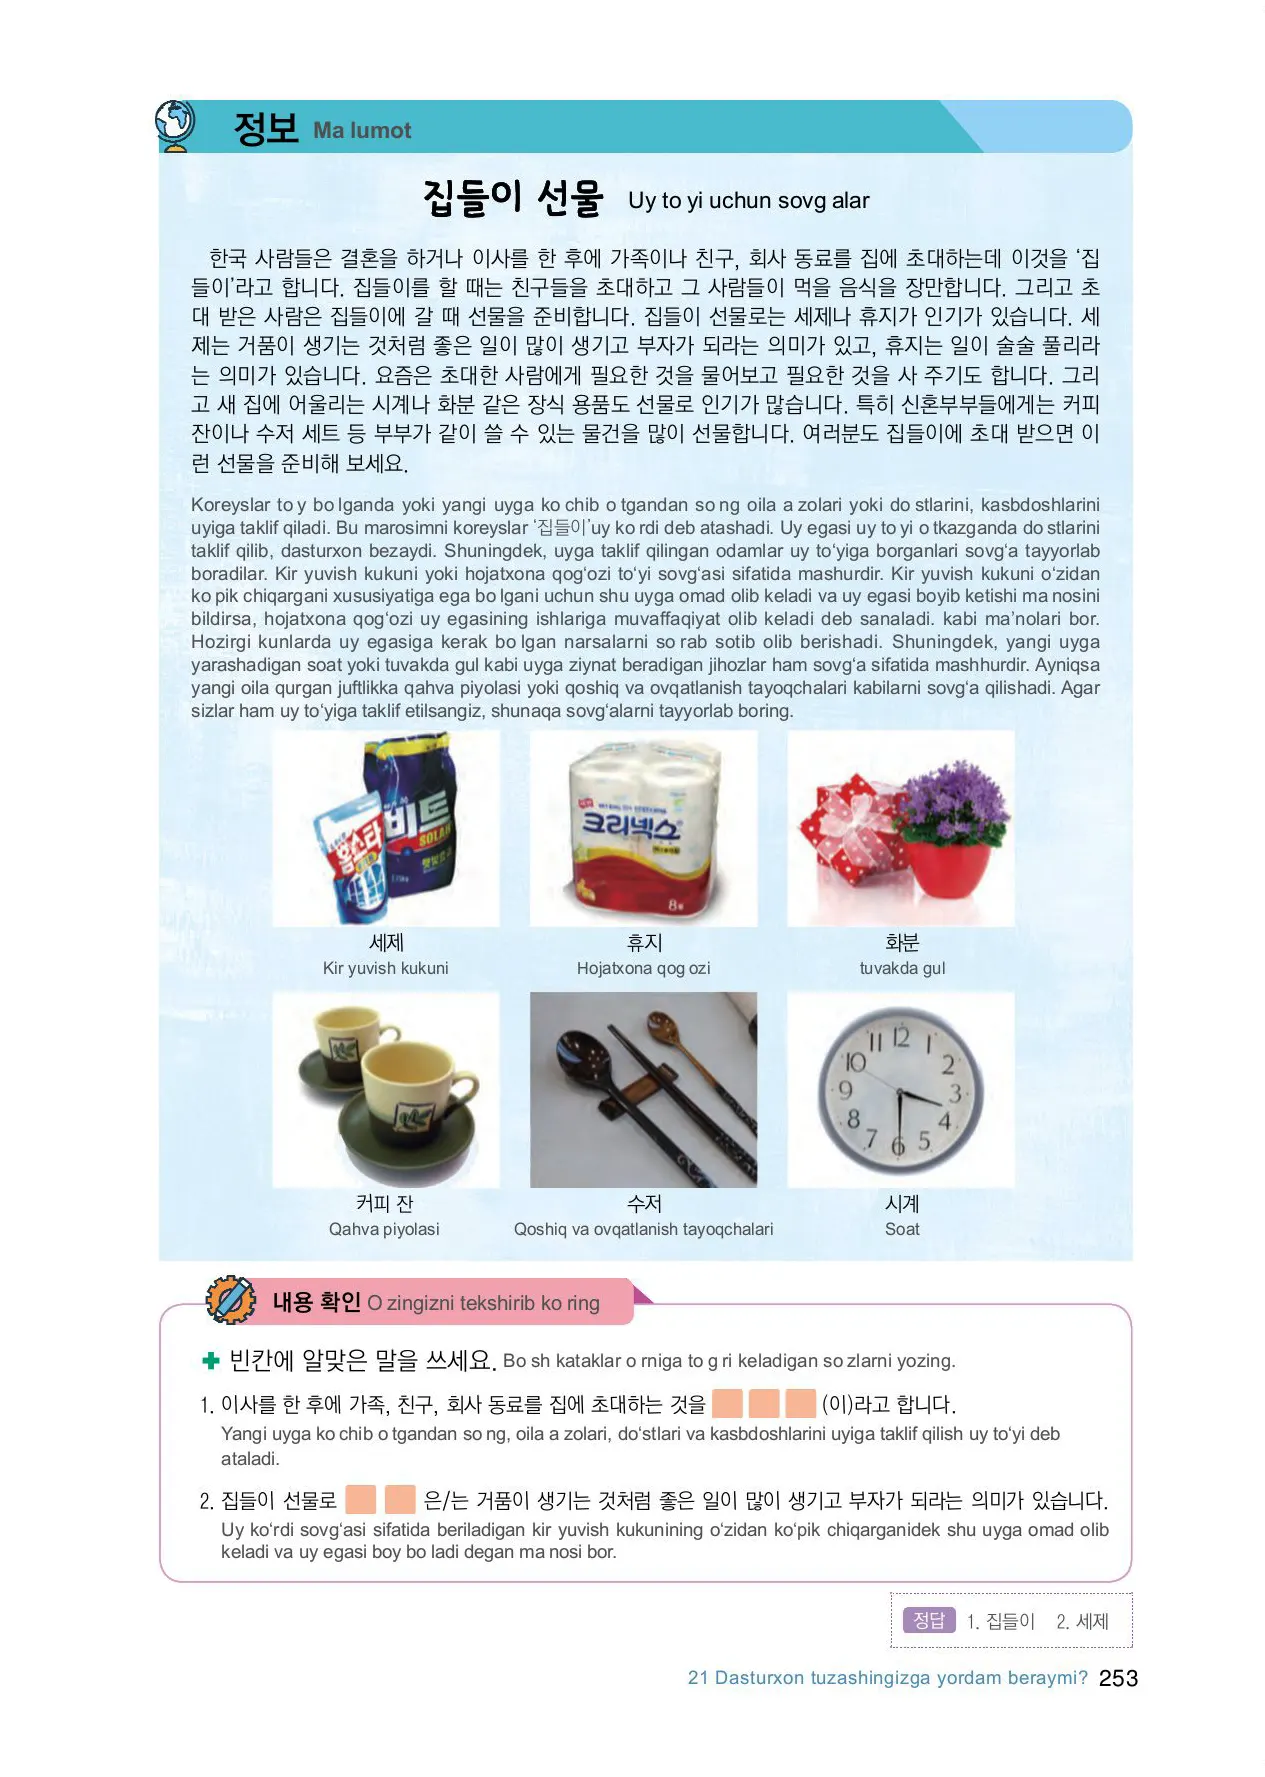 정보 Ma lumot
집들이 선물 Uy to yi uchun sovg alar
한국 사람들은 결혼을 하거나 이사를 한 후에 가족이나 친구, 회사 동료를 집에 초대하는데 이것을 ‘집
들이’라고 합니다. 집들이를 할 때는 친구들을 초대하고 그 사람들이 먹을 음식을 장만합니다. 그리고 초
대 받은 사람은 집들이에 갈 때 선물을 준비합니다. 집들이 선물로는 세제나 휴지가 인기가 있습니다. 세
제는 거품이 생기는 것처럼 좋은 일이 많이 생기고 부자가 되라는 의미가 있고, 휴지는 일이 술술 풀리라
는 의미가 있습니다. 요즘은 초대한 사람에게 필요한 것을 물어보고 필요한 것을 사 주기도 합니다. 그리
고 새 집에 어울리는 시계나 화분 같은 장식 용품도 선물로 인기가 많습니다. 특히 신혼부부들에게는 커피
잔이나 수저 세트 등 부부가 같이 쓸 수 있는 물건을 많이 선물합니다. 여러분도 집들이에 초대 받으면 이
런 선물을 준비해 보세요.
Koreyslar to y bo lganda yoki yangi uyga ko chib o tgandan so ng oila a zolari yoki do stlarini, kasbdoshlarini
uyiga taklif qiladi. Bu marosimni koreyslar ‘집들이’uy ko rdi deb atashadi. Uy egasi uy to yi o tkazganda do stlarini
taklif qilib, dasturxon bezaydi. Shuningdek, uyga taklif qilingan odamlar uy to‘yiga borganlari sovg‘a tayyorlab
boradilar. Kir yuvish kukuni yoki hojatxona qog‘ozi to‘yi sovg‘asi sifatida mashurdir. Kir yuvish kukuni o‘zidan
ko pik chiqargani xususiyatiga ega bo lgani uchun shu uyga omad olib keladi va uy egasi boyib ketishi ma nosini
bildirsa, hojatxona qog‘ozi uy egasining ishlariga muvaffaqiyat olib keladi deb sanaladi. kabi ma’nolari bor.
Hozirgi kunlarda uy egasiga kerak bo lgan narsalarni so rab sotib olib berishadi. Shuningdek, yangi uyga
yarashadigan soat yoki tuvakda gul kabi uyga ziynat beradigan jihozlar ham sovg‘a sifatida mashhurdir. Ayniqsa
yangi oila qurgan juftlikka qahva piyolasi yoki qoshiq va ovqatlanish tayoqchalari kabilarni sovg‘a qilishadi. Agar
sizlar ham uy to‘yiga taklif etilsangiz, shunaqa sovg‘alarni tayyorlab boring.
홈스타
비트
SOLAR
크리넥스
8
세제
Kir yuvish kukuni
휴지
Hojatxona qog ozi
화분
tuvakda gul
12
11
1
10
2
9
3
8
4
7
6
5
커피 잔
Qahva piyolasi
수저
Qoshiq va ovqatlanish tayoqchalari
시계
Soat
내용 확인 O zingizni tekshirib ko ring
빈칸에 알맞은 말을 쓰세요. Bo sh kataklar o rniga to g ri keladigan so zlarni yozing.
1. 이사를 한 후에 가족, 친구, 회사 동료를 집에 초대하는 것을 (이)라고 합니다.
Yangi uyga ko chib o tgandan so ng, oila a zolari, do‘stlari va kasbdoshlarini uyiga taklif qilish uy to‘yi deb
ataladi.
2. 집들이 선물로 은/는 거품이 생기는 것처럼 좋은 일이 많이 생기고 부자가 되라는 의미가 있습니다.
Uy ko‘rdi sovg‘asi sifatida beriladigan kir yuvish kukunining o‘zidan ko‘pik chiqarganidek shu uyga omad olib
keladi va uy egasi boy bo ladi degan ma nosi bor.
정답 1. 집들이 2. 세제
21 Dasturxon tuzashingizga yordam beraymi? 253